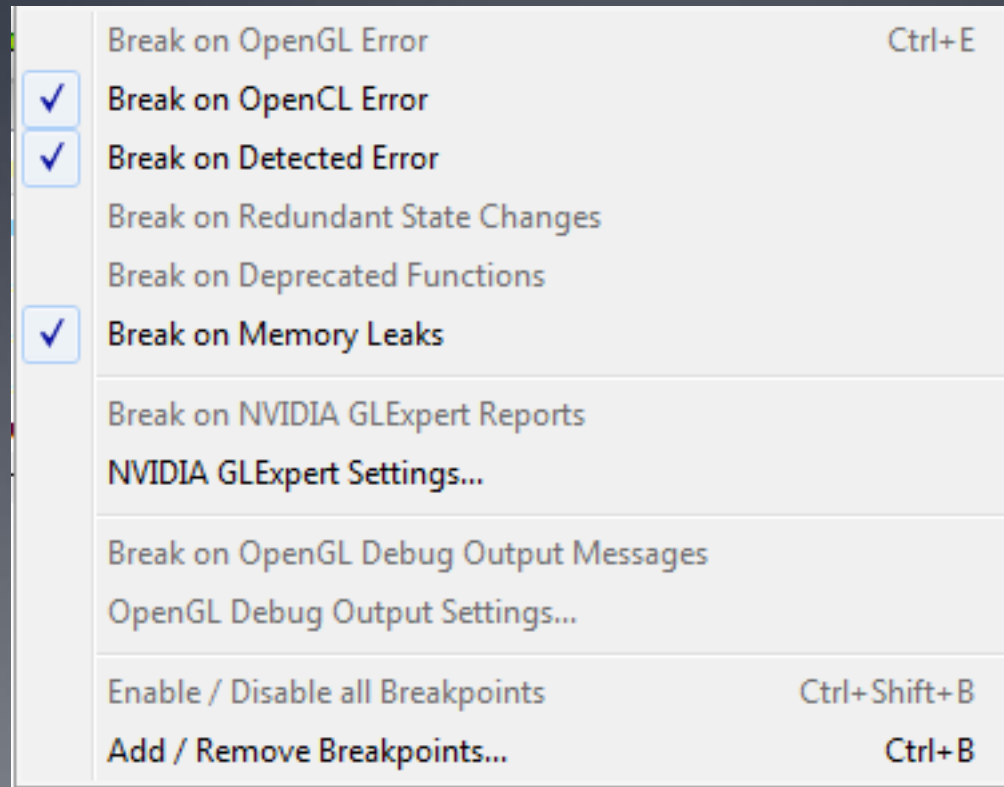 Break on OpenGL Error Ctrl+E
Break on OpenCL Error
Break on Detected Error
Break on Redundant State Changes
Break on Deprecated Functions
Break on Memory Leaks
Break on NVIDIA GLExpert Reports
NVIDIA GLExpert Settings...
Break on OpenGL Debug Output Messages
OpenGL Debug Output Settings...
Enable / Disable all Breakpoints Ctrl+Shift+B
Add / Remove Breakpoints... Ctrl+B